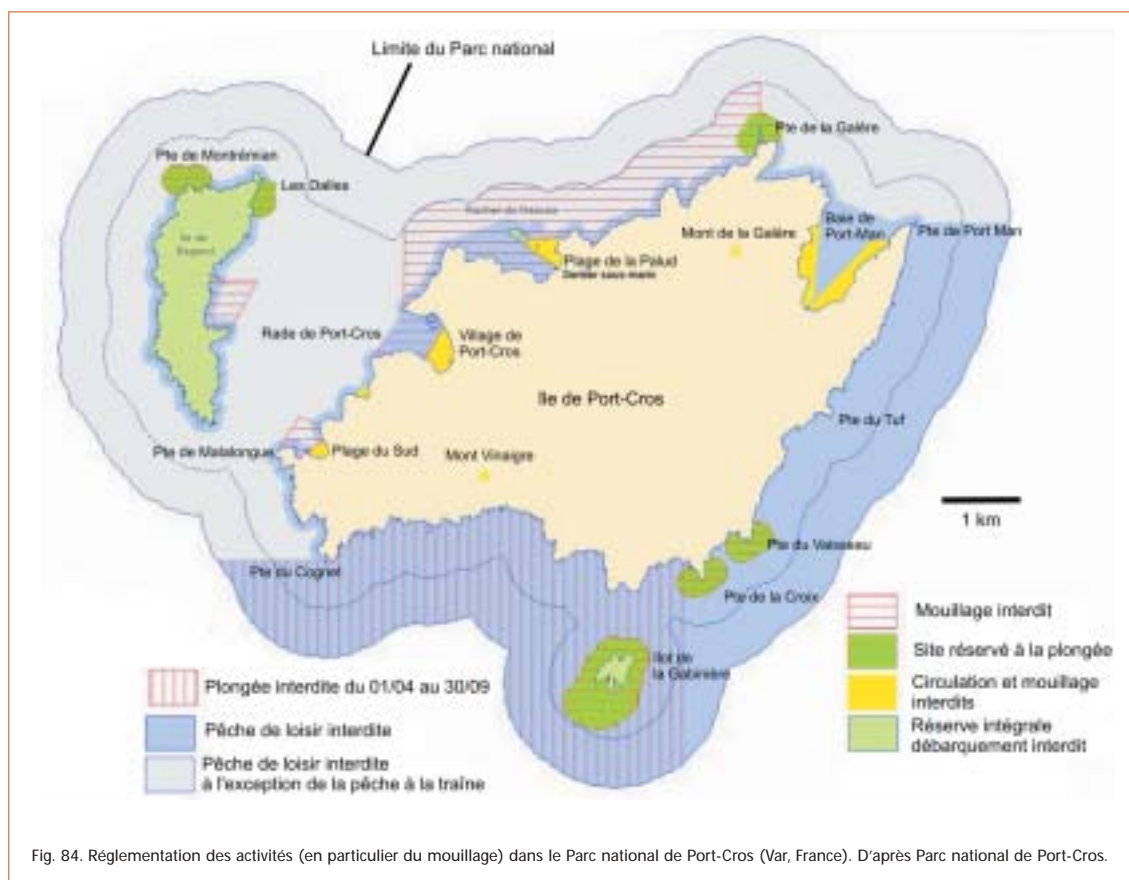 Limite du Parc national
Pte de la Galère
Pte de Montrémian
Les Dalles
Ile de
Mont de la Galère
Baie de
Port-Man
Pte de Port Man
Plage de la Palud
Sentier sous-marin
Rade de Port-Cros
Village de
Port-Cros
Ile de Port-Cros
Pte du Tuf
Pte de Malalongue
Plage du Sud
Mont Vinaigre
1 km
Pte du Vaisseau
Pte du Cognet
Pte de la Croix
Ilot de
la Gabinière
Plongée interdite du 01/04 au 30/09
Pêche de loisir interdite
Pêche de loisir interdite
à l'exception de la pêche à la traîne
Mouillage interdit
Site réservé à la plongée
Circulation et mouillage
interdits
Réserve intégrale
débarquement interdit
Fig. 84. Réglementation des activités (en particulier du mouillage) dans le Parc national de Port-Cros (Var, France). D'après Parc national de Port-Cros.